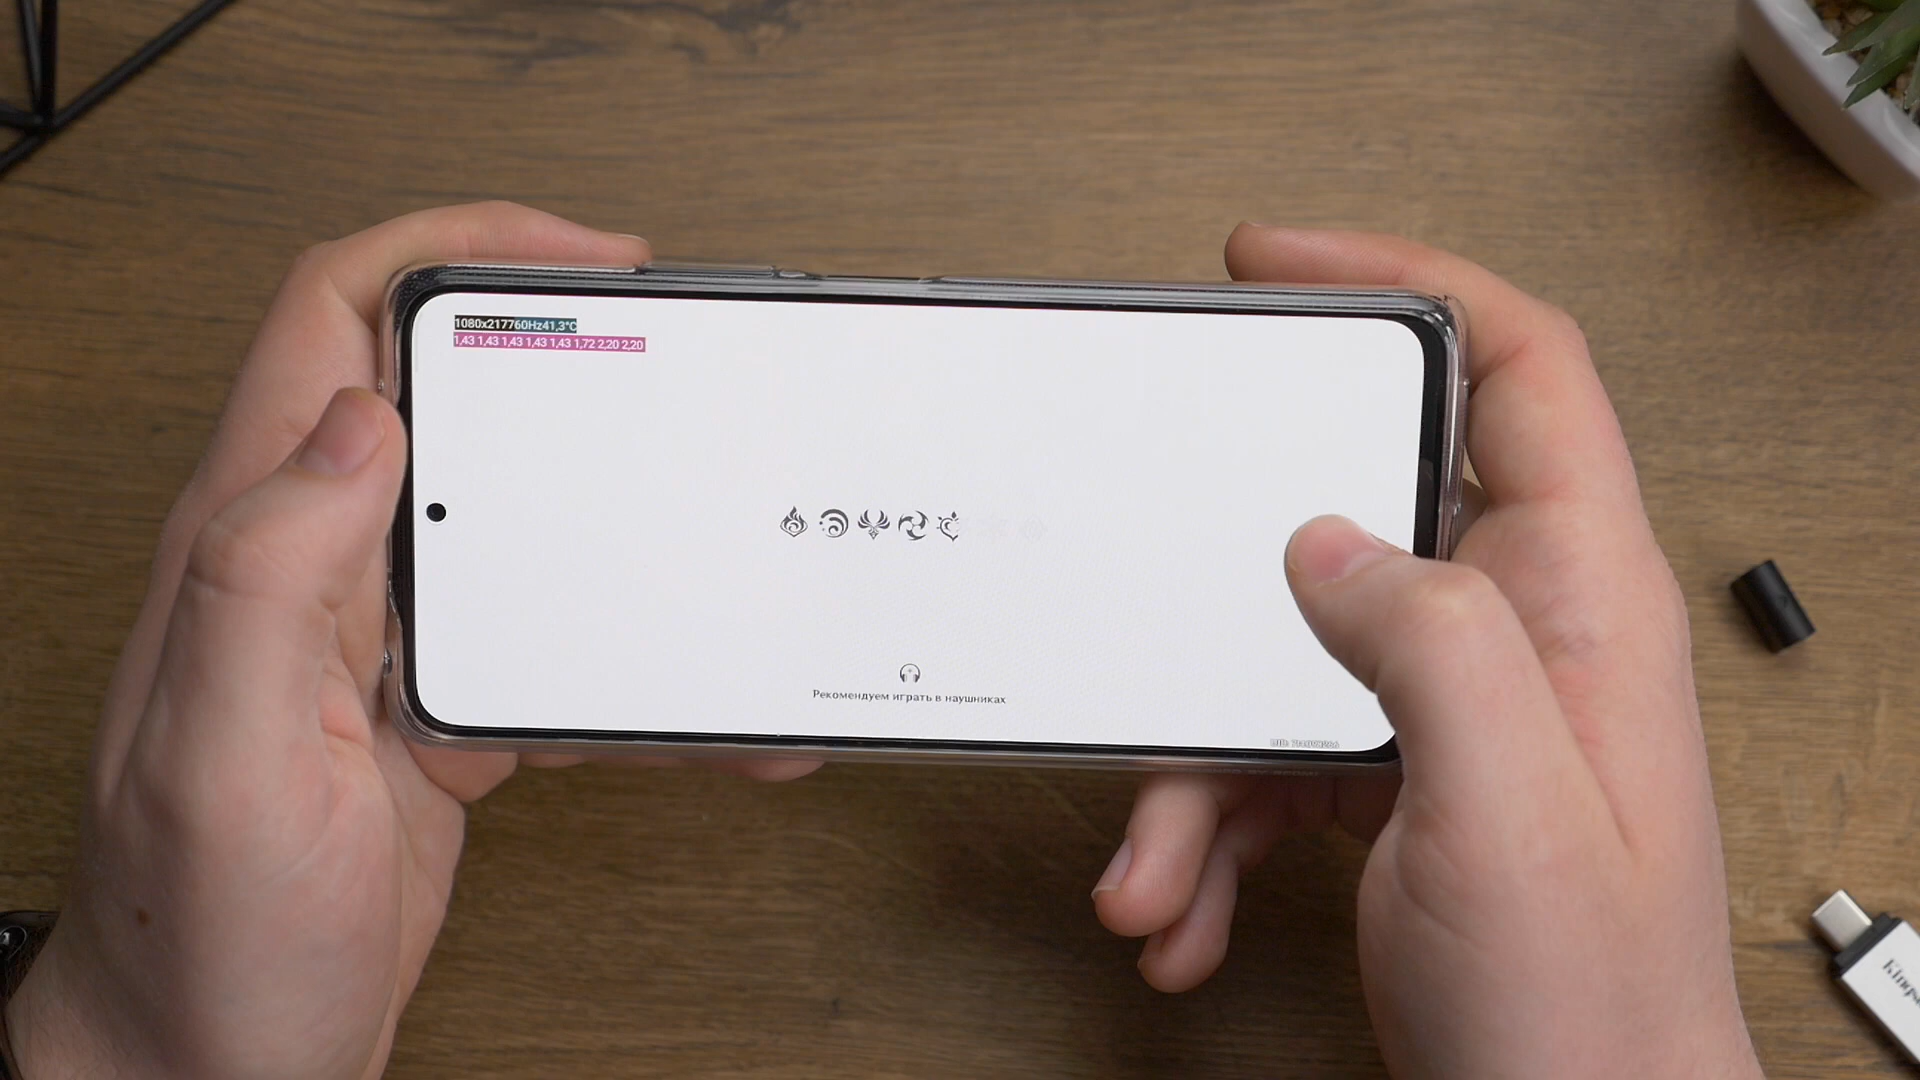 1080x217760Hz41,3°C
1,43 1,43 1,43 1,43 1,43 1,72 2,20 2,20
Рекомендуем играть в наушниках
UID: